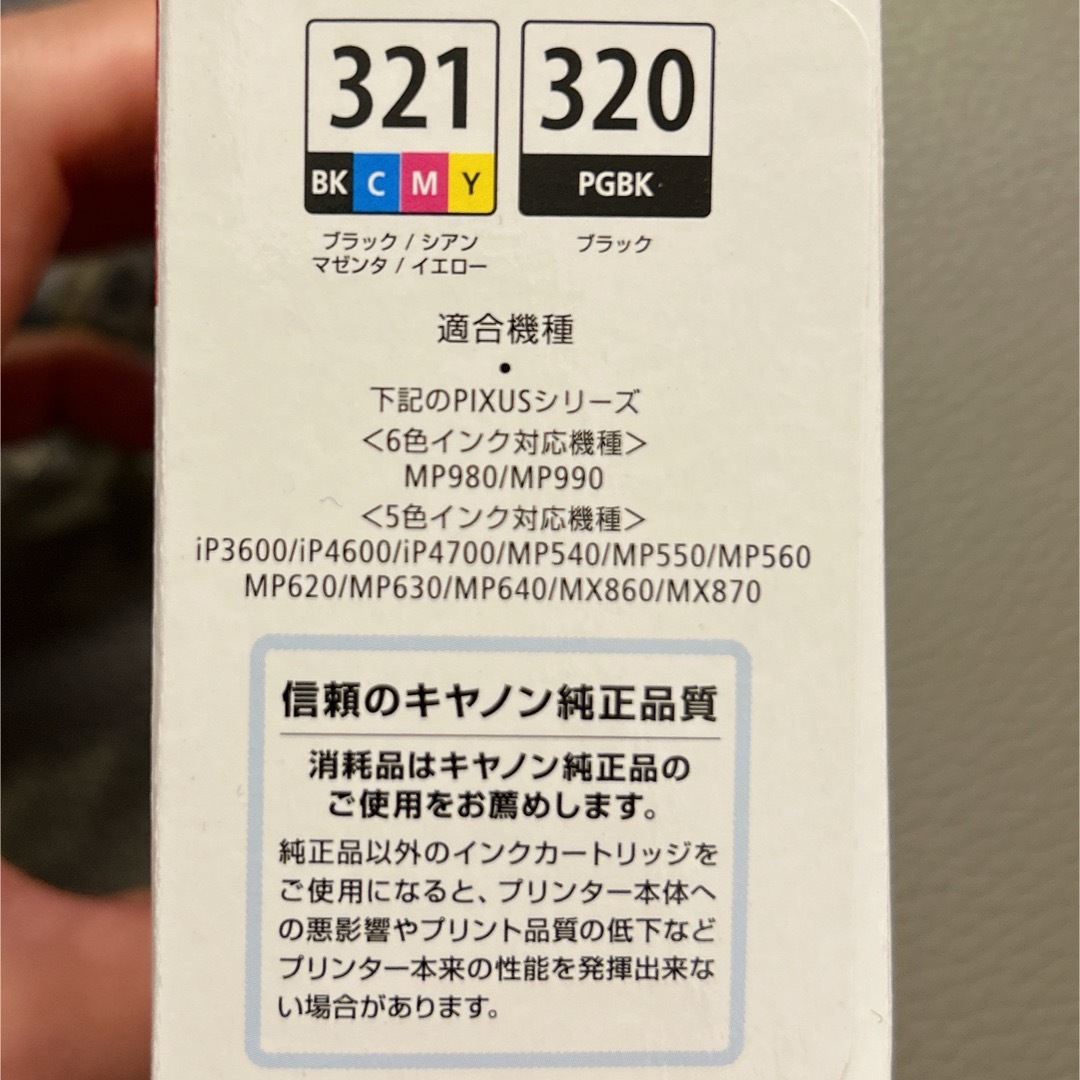 321 320
BK C M Y PGBK
ブラック / シアン ブラック
マゼンタ / イエロー
適合機種
•
下記のPIXUSシリーズ
＜6色インク対応機種＞
MP980/MP990
＜5色インク対応機種＞
iP3600/iP4600/iP4700/MP540/MP550/MP560
MP620/MP630/MP640/MX860/MX870
信頼のキヤノン純正品質
消耗品はキヤノン純正品の
ご使用をお薦めします。
純正品以外のインクカートリッジを
ご使用になると、プリンター本体へ
の悪影響やプリント品質の低下など
プリンター本来の性能を発揮出来な
い場合があります。